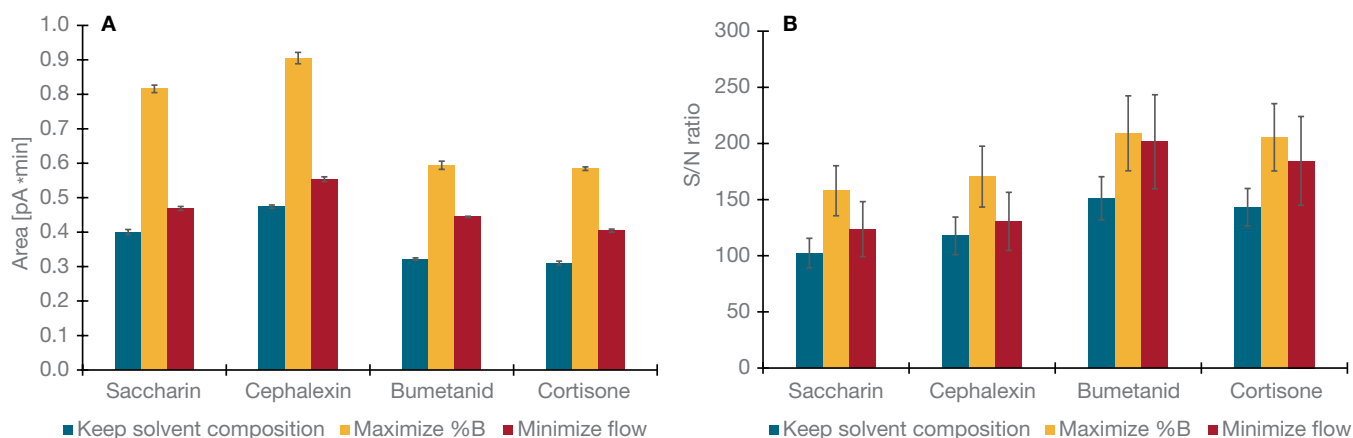 A
Area [pA *min]
1.0
0.9
0.8
0.7
0.6
0.5
0.4
0.3
0.2
0.1
0.0
Saccharin Cephalexin Bumetanid Cortisone
Keep solvent composition Maximize %B Minimize flow
B
S/N ratio
300
250
200
150
100
50
0
Saccharin Cephalexin Bumetanid Cortisone
Keep solvent composition Maximize %B Minimize flow